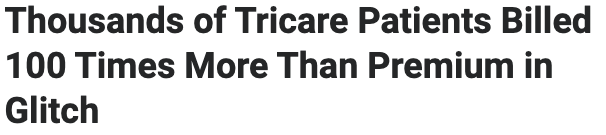 Thousands of Tricare Patients Billed
100 Times More Than Premium in
Glitch